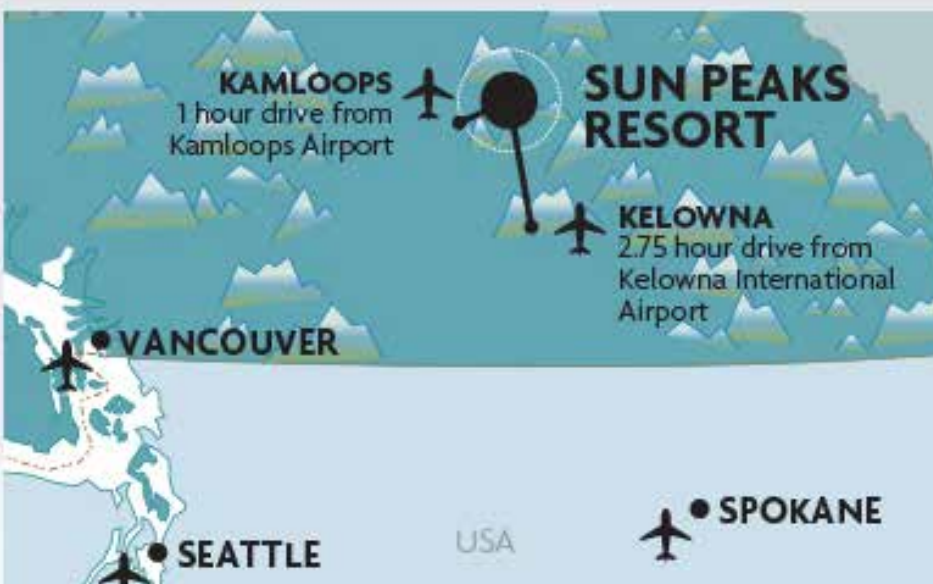 KAMLOOPS
1 hour drive from
Kamloops Airport
SUN PEAKS
RESORT
KELOWNA
2.75 hour drive from
Kelowna International
Airport
VANCOUVER
SPOKANE
USA
SEATTLE